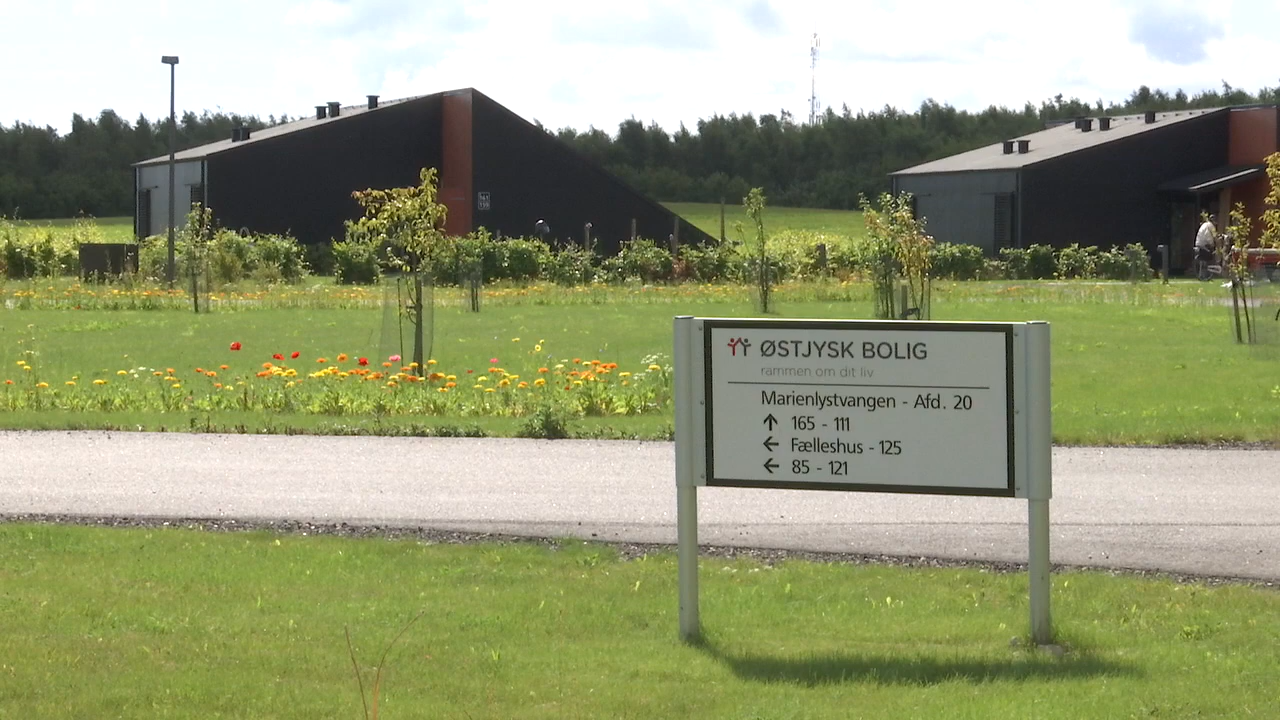 ØSTJYSK BOLIG
rammen om dit liv
Marienlystvangen - Afd. 20
↑ 165 - 111
← Fælleshus - 125
← 85 - 121